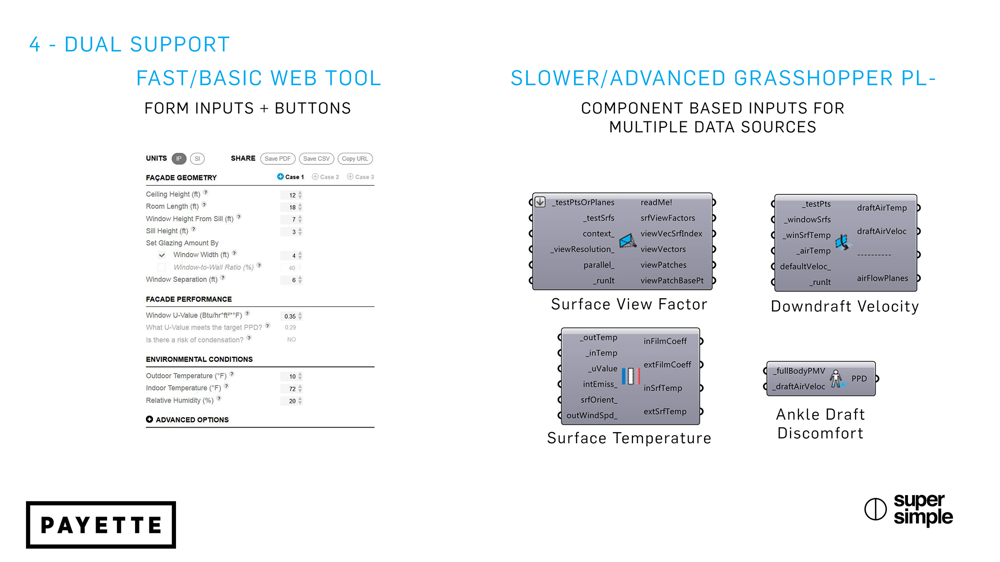 4 - DUAL SUPPORT
FAST/BASIC WEB TOOL
FORM INPUTS + BUTTONS
UNITS IP SI SHARE Save PDF Save CSV Copy URL
FAÇADE GEOMETRY Case 1 Case 2 Case 3
Ceiling Height (ft) ? 12
Room Length (ft) ? 18
Window Height From Sill (ft) ? 7
Sill Height (ft) ? 3
Set Glazing Amount By
Window Width (ft) ? 4
Window-to-Wall Ratio (%) ? 40
Window Separation (ft) ? 6
FACADE PERFORMANCE
Window U-Value (Btu/hr*ft²*°F) ? 0.35
What U-Value meets the target PPD? ? 0.29
Is there a risk of condensation? ? NO
ENVIRONMENTAL CONDITIONS
Outdoor Temperature (°F) ? 10
Indoor Temperature (°F) ? 72
Relative Humidity (%) ? 20
ADVANCED OPTIONS
SLOWER/ADVANCED GRASSHOPPER PL-
COMPONENT BASED INPUTS FOR
MULTIPLE DATA SOURCES
_testPtsOrPlanes readMe!
_testSrfs srfViewFactors
context_ viewVecSrfIndex
_viewResolution_ viewVectors
parallel_ viewPatches
_runIt viewPatchBasePt
Surface View Factor
_testPts
_windowSrfs
_winSrfTemp
_airTemp
defaultVeloc_
_runIt
draftAirTemp
draftAirVeloc
----------
airFlowPlanes
Downdraft Velocity
_outTemp
_inTemp
_uValue
intEmiss_
srfOrient_
outWindSpd_
inFilmCoeff
extFilmCoeff
inSrfTemp
extSrfTemp
Surface Temperature
_fullBodyPMV
_draftAirVeloc
PPD
Ankle Draft
Discomfort
PAYETTE
super
simple